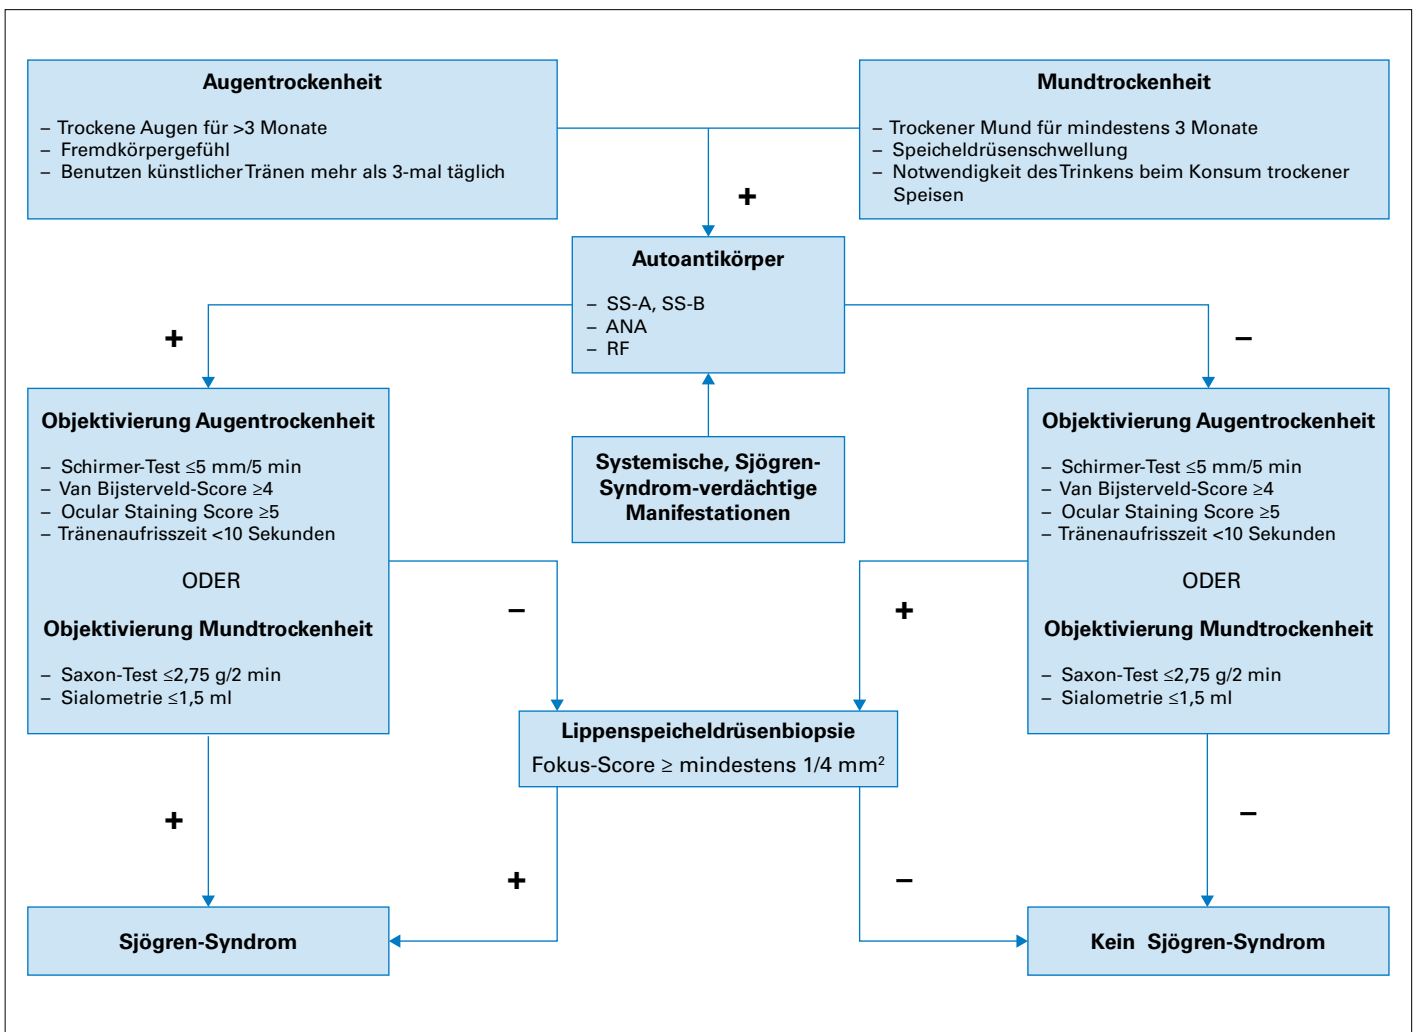 Augentrockenheit
– Trockene Augen für >3 Monate
– Fremdkörpergefühl
– Benutzen künstlicher Tränen mehr als 3-mal täglich
Mundtrockenheit
– Trockener Mund für mindestens 3 Monate
– Speicheldrüsenschwellung
– Notwendigkeit des Trinkens beim Konsum trockener
Speisen
+
Autoantikörper
– SS-A, SS-B
– ANA
– RF
+
–
Objektivierung Augentrockenheit
– Schirmer-Test ≤5 mm/5 min
– Van Bijsterveld-Score ≥4
– Ocular Staining Score ≥5
– Tränenaufrisszeit <10 Sekunden
ODER
Objektivierung Mundtrockenheit
– Saxon-Test ≤2,75 g/2 min
– Sialometrie ≤1,5 ml
Systemische, Sjögren-
Syndrom-verdächtige
Manifestationen
Objektivierung Augentrockenheit
– Schirmer-Test ≤5 mm/5 min
– Van Bijsterveld-Score ≥4
– Ocular Staining Score ≥5
– Tränenaufrisszeit <10 Sekunden
ODER
Objektivierung Mundtrockenheit
– Saxon-Test ≤2,75 g/2 min
– Sialometrie ≤1,5 ml
–
+
Lippenspeicheldrüsenbiopsie
Fokus-Score ≥ mindestens 1/4 mm²
+
–
+
–
Sjögren-Syndrom
Kein Sjögren-Syndrom